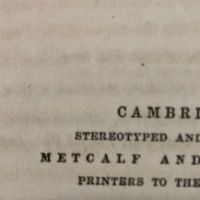 CAMBRI
STEREOTYPED AND
METCALF AND
PRINTERS TO THE